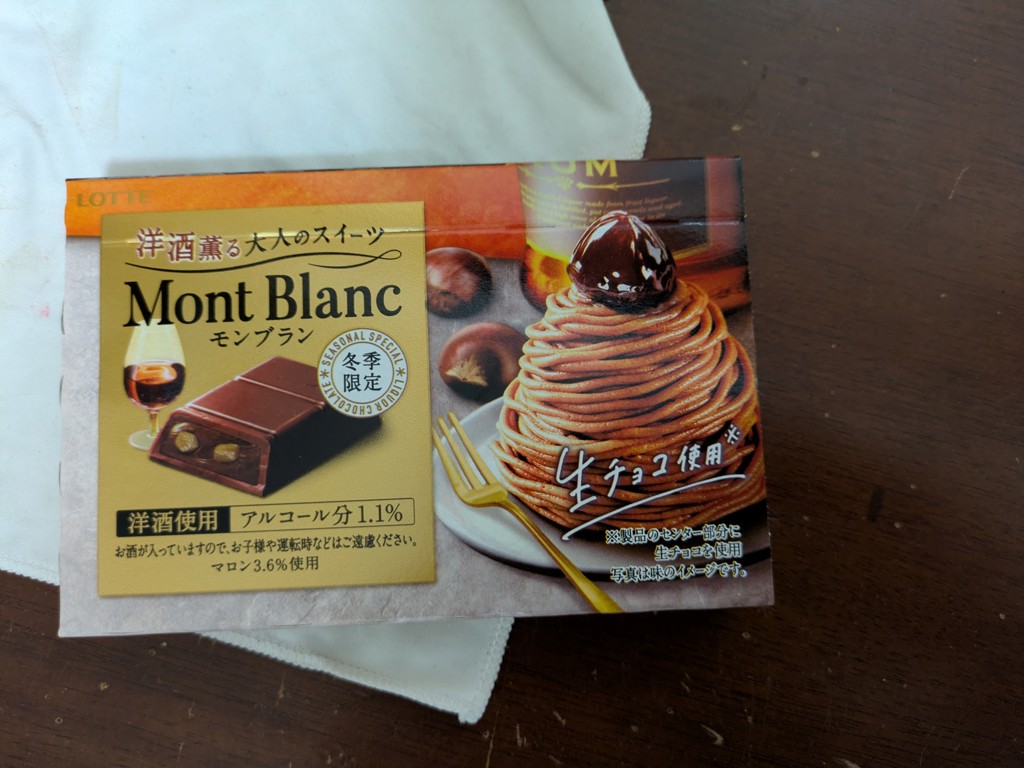 LOTTE
洋酒薫る大人のスイーツ
Mont Blanc
モンブラン
SEASONAL SPECIAL
冬季
限定
LIQUOR CHOCOLATE
洋酒使用 アルコール分1.1%
お酒が入っていますので、お子様や運転時などはご遠慮ください。
マロン3.6%使用
UM
made from
生チョコ使用※
※製品のセンター部分に
生チョコを使用
写真は味のイメージです。